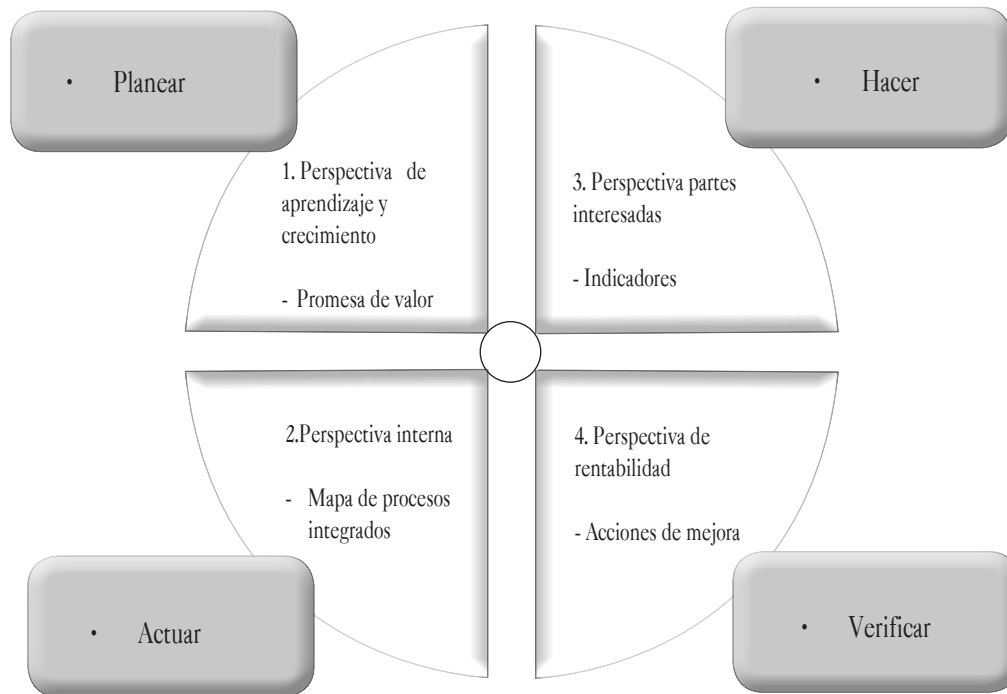 • Planear
• Hacer
1. Perspectiva de
aprendizaje y
crecimiento
- Promesa de valor
3. Perspectiva partes
interesadas
- Indicadores
2.Perspectiva interna
- Mapa de procesos
integrados
4. Perspectiva de
rentabilidad
- Acciones de mejora
• Actuar
• Verificar